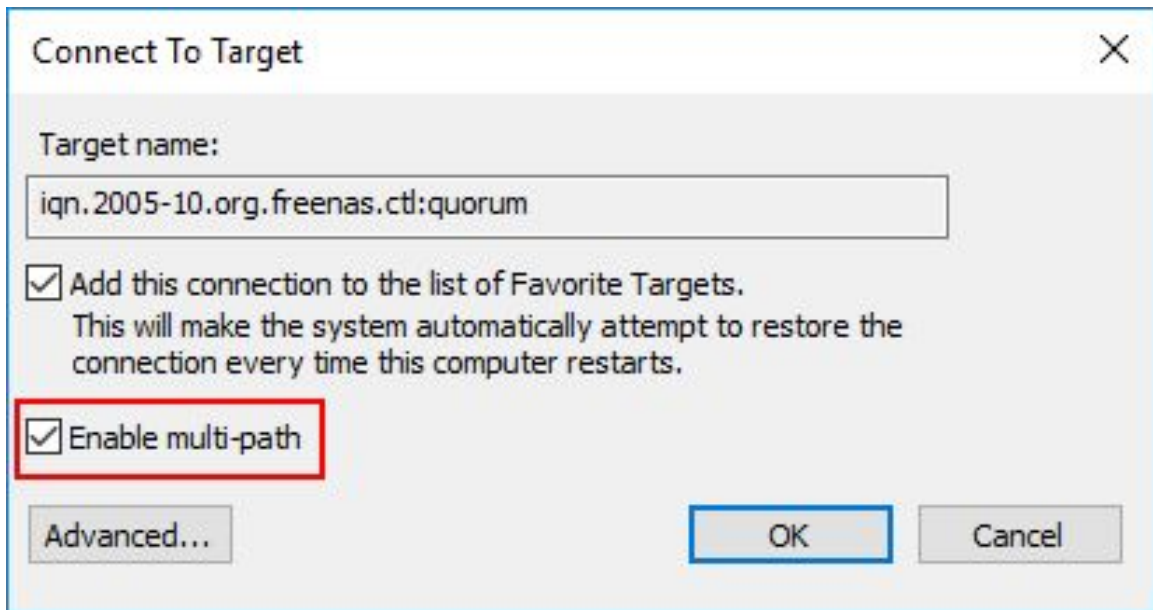 Connect To Target
Target name:
iqn.2005-10.org.freenas.ctl:quorum
Add this connection to the list of Favorite Targets.
This will make the system automatically attempt to restore the
connection every time this computer restarts.
Enable multi-path
Advanced...
OK
Cancel